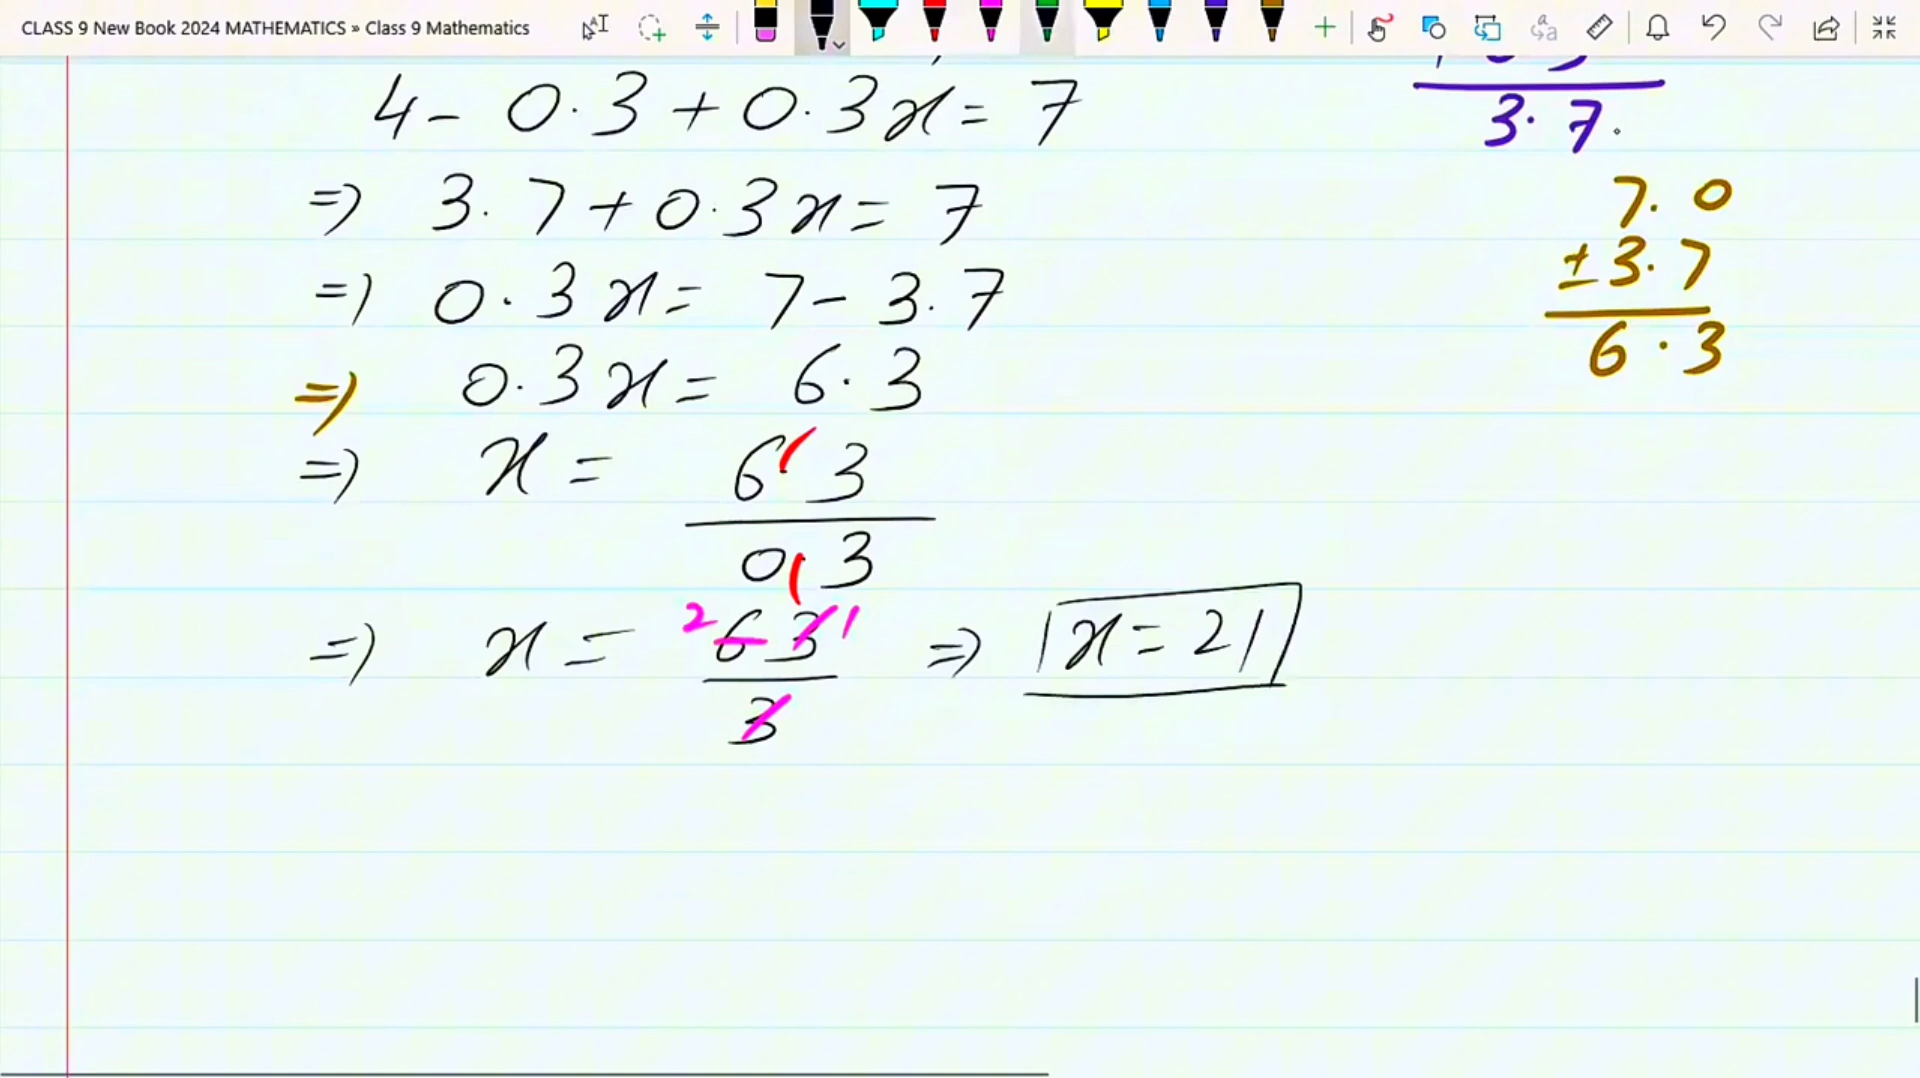 CLASS 9 New Book 2024 MATHEMATICS » Class 9 Mathematics
4 - 0.3 + 0.3x = 7
=) 3.7 + 0.3x = 7
=) 0.3x = 7 - 3.7
=) 0.3x = 6.3
=) x = 6 3
0 3
=) x = 2 63 1 =) x = 21
3
3.7
7.0
±3.7
6.3